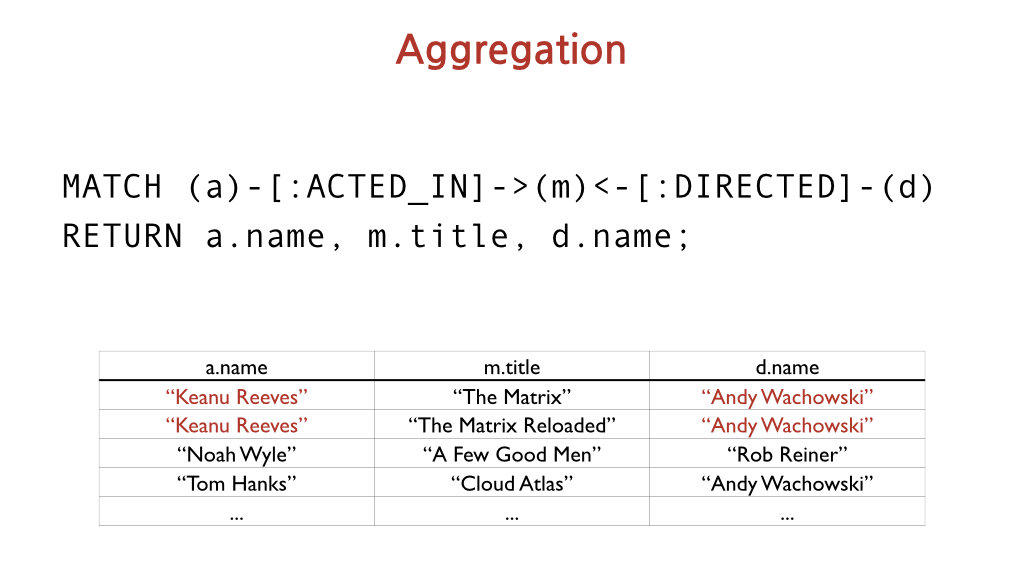 Aggregation
MATCH (a)-[:ACTED_IN]->(m)<-[:DIRECTED]-(d)
RETURN a.name, m.title, d.name;
a.name m.title d.name
“Keanu Reeves” “The Matrix” “Andy Wachowski”
“Keanu Reeves” “The Matrix Reloaded” “Andy Wachowski”
“Noah Wyle” “A Few Good Men” “Rob Reiner”
“Tom Hanks” “Cloud Atlas” “Andy Wachowski”
... ... ...